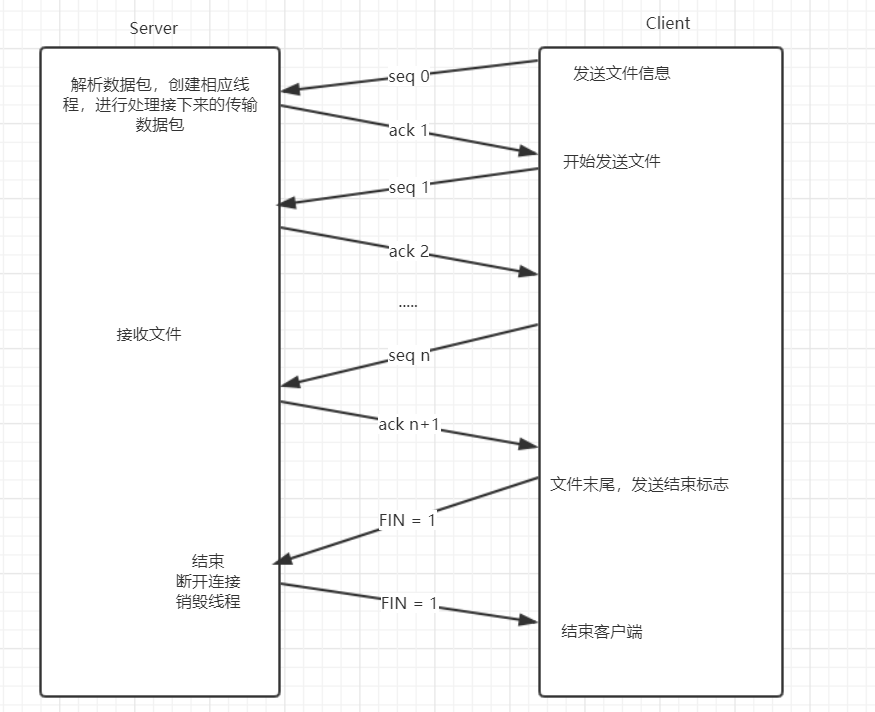 Server
Client
解析数据包，创建相应线
程，进行处理接下来的传输
数据包
发送文件信息
seq 0
ack 1
开始发送文件
seq 1
ack 2
.....
接收文件
seq n
ack n+1
文件末尾，发送结束标志
FIN = 1
结束
断开连接
销毁线程
FIN = 1
结束客户端